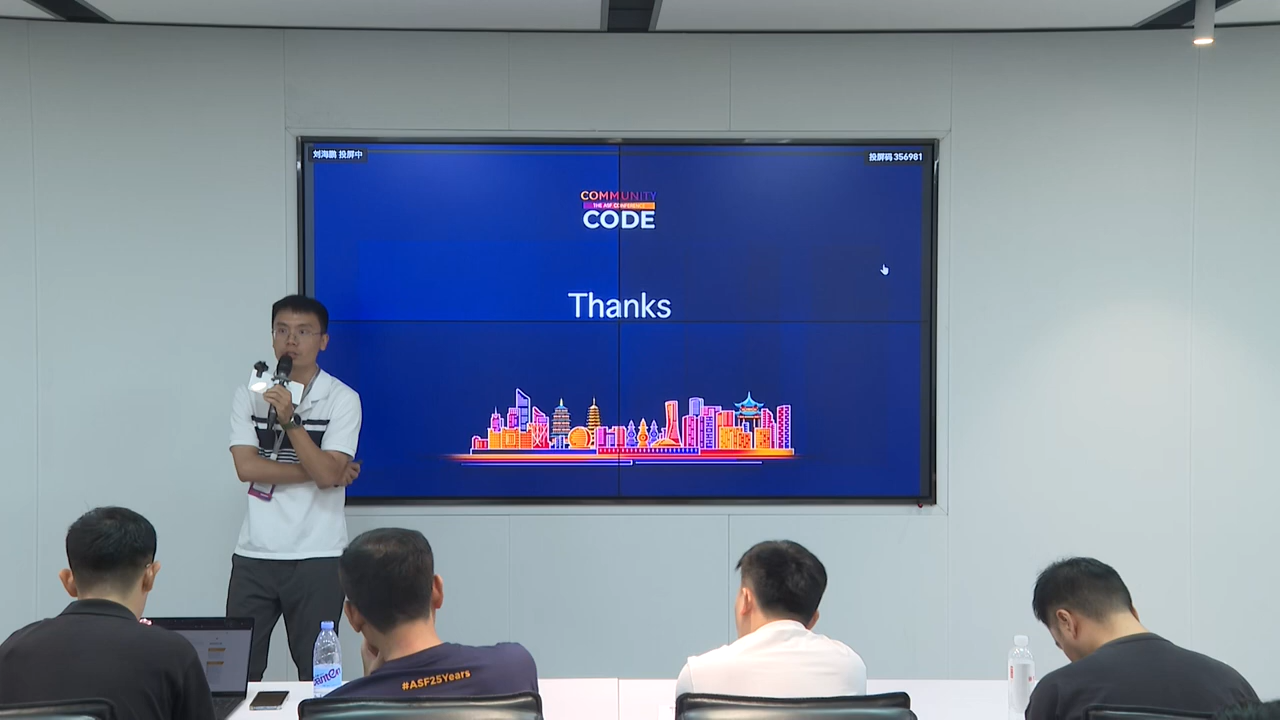 刘海鹏 投屏中
投屏码 356981
COMMUNITY
THE ASF CONFERENCE
CODE
Thanks
#ASF25Years